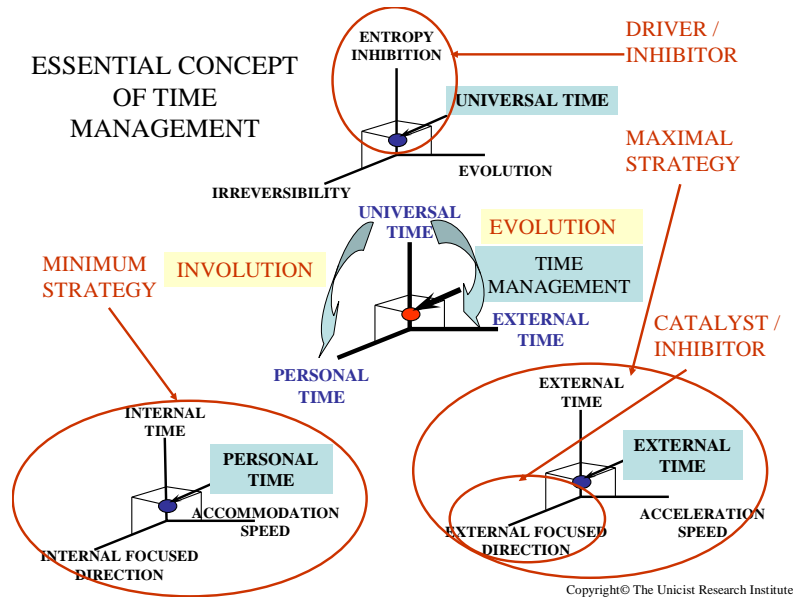 ESSENTIAL CONCEPT
OF TIME
MANAGEMENT
ENTROPY
INHIBITION
DRIVER /
INHIBITOR
UNIVERSAL TIME
IRREVERSIBILITY
EVOLUTION
MAXIMAL
STRATEGY
UNIVERSAL
TIME
EVOLUTION
MINIMUM
STRATEGY
INVOLUTION
TIME
MANAGEMENT
EXTERNAL
TIME
PERSONAL
TIME
CATALYST /
INHIBITOR
INTERNAL
TIME
PERSONAL
TIME
ACCOMMODATION
SPEED
INTERNAL FOCUSED
DIRECTION
EXTERNAL
TIME
EXTERNAL
TIME
ACCELERATION
SPEED
EXTERNAL FOCUSED
DIRECTION
Copyright© The Unicist Research Institute